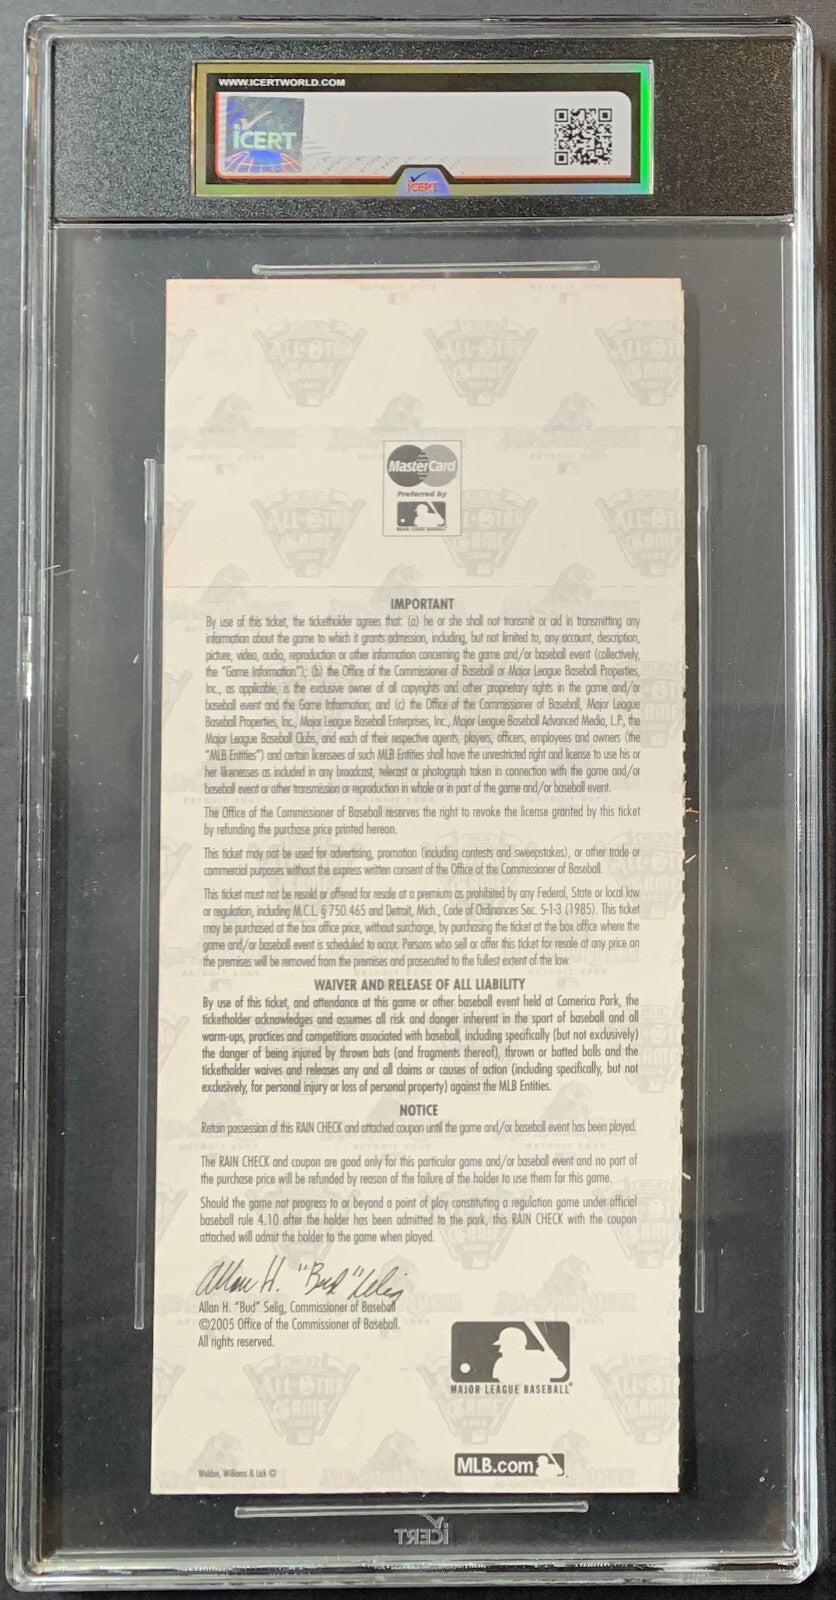 WWW.ICERTWORLD.COM
iCERT
iCERT
MasterCard
Preferred by
MAJOR LEAGUE BASEBALL
IMPORTANT
By use of this ticket, the ticketholder agrees that: (a) he or she shall not transmit or aid in transmitting any
information about the game to which it grants admission, including, but not limited to, any account, description,
picture, video, audio, reproduction or other information concerning the game and/or baseball event (collectively,
the "Game Information"); (b) the Office of the Commissioner of Baseball or Major League Baseball Properties,
Inc., as applicable, is the exclusive owner of all copyrights and other proprietary rights in the game and/or
baseball event and the Game Information; and (c) the Office of the Commissioner of Baseball, Major League
Baseball Properties, Inc., Major League Baseball Enterprises, Inc., Major League Baseball Advanced Media, L.P., the
Major League Baseball Clubs, and each of their respective agents, players, officers, employees and owners (the
"MLB Entities") and certain licensees of such MLB Entities shall have the unrestricted right and license to use his or
her likenesses as included in any broadcast, telecast or photograph taken in connection with the game and/or
baseball event or other transmission or reproduction in whole or in part of the game and/or baseball event.
The Office of the Commissioner of Baseball reserves the right to revoke the license granted by this ticket
by refunding the purchase price printed hereon.
This ticket may not be used for advertising, promotion (including contests and sweepstakes), or other trade or
commercial purposes without the express written consent of the Office of the Commissioner of Baseball.
This ticket must not be resold or offered for resale at a premium as prohibited by any Federal, State or local law
or regulation, including M.C.L. § 750.465 and Detroit, Mich., Code of Ordinances Sec. 5-1-3 (1985). This ticket
may be purchased at the box office price, without surcharge, by purchasing the ticket at the box office where the
game and/or baseball event is scheduled to occur. Persons who sell or offer this ticket for resale at any price on
the premises will be removed from the premises and prosecuted to the fullest extent of the law.
WAIVER AND RELEASE OF ALL LIABILITY
By use of this ticket, and attendance at this game or other baseball event held at Comerica Park, the
ticketholder acknowledges and assumes all risk and danger inherent in the sport of baseball and all
warm-ups, practices and competitions associated with baseball, including specifically (but not exclusively)
the danger of being injured by thrown bats (and fragments thereof), thrown or batted balls and the
ticketholder waives and releases any and all claims or causes of action (including specifically, but not
exclusively, for personal injury or loss of personal property) against the MLB Entities.
NOTICE
Retain possession of this RAIN CHECK and attached coupon until the game and/or baseball event has been played.
The RAIN CHECK and coupon are good only for this particular game and/or baseball event and no part of
the purchase price will be refunded by reason of the failure of the holder to use them for this game.
Should the game not progress to or beyond a point of play constituting a regulation game under official
baseball rule 4.10 after the holder has been admitted to the park, this RAIN CHECK with the coupon
attached will admit the holder to the game when played.
Allan H. "Bud" Selig
Allan H. "Bud" Selig, Commissioner of Baseball
©2005 Office of the Commissioner of Baseball.
All rights reserved.
MAJOR LEAGUE BASEBALL®
MLB.com
Weldon, Williams & Lick ©
iCERT